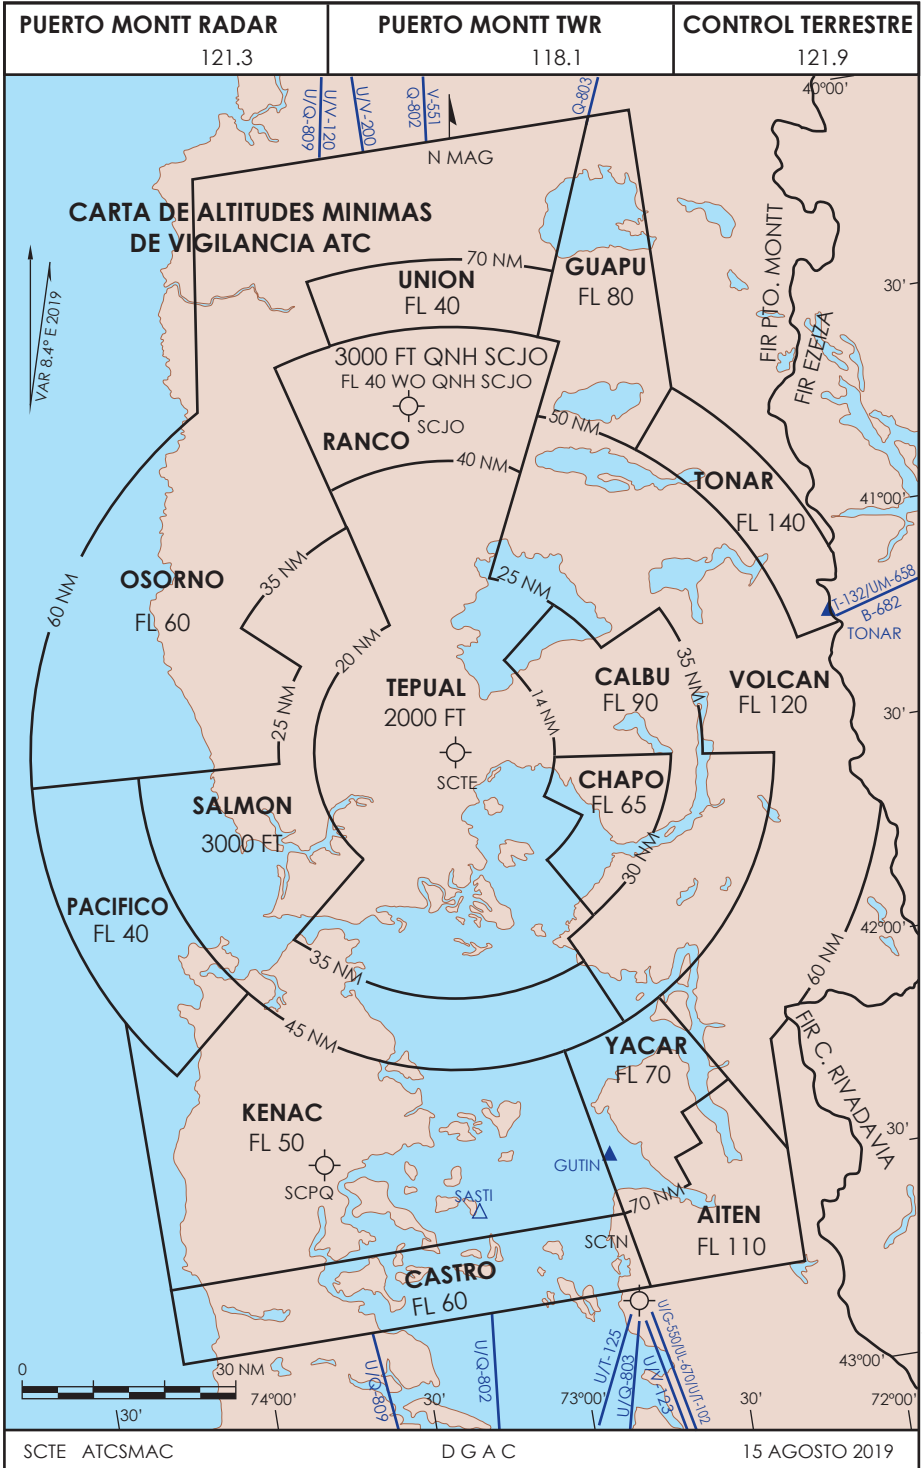 PUERTO MONTT RADAR
121.3
PUERTO MONTT TWR
118.1
CONTROL TERRESTRE
121.9
U/Q-809
U/V-120
U/V-200
Q-802
V-551
Q-803
40°00'
N MAG
CARTA DE ALTITUDES MINIMAS
DE VIGILANCIA ATC
VAR 8.4° E 2019
70 NM
UNION
FL 40
GUAPU
FL 80
FIR PTO. MONTT
FIR EZEIZA
30'
3000 FT QNH SCJO
FL 40 WO QNH SCJO
SCJO
RANCO
50 NM
40 NM
TONAR
FL 140
41°00'
OSORNO
FL 60
35 NM
60 NM
25 NM
T-132/UM-658
B-682
TONAR
20 NM
TEPUAL
2000 FT
SCTE
14 NM
CALBU
FL 90
35 NM
VOLCAN
FL 120
30'
25 NM
CHAPO
FL 65
SALMON
3000 FT
30 NM
PACIFICO
FL 40
42°00'
35 NM
60 NM
45 NM
FIR C. RIVADAVIA
YACAR
FL 70
KENAC
FL 50
SCPQ
GUTIN
30'
SASTI
70 NM
AITEN
FL 110
SCTN
CASTRO
FL 60
U/Q-809
U/Q-802
U/T-125
U/Q-803
U/V-123
U/G-550/UL-670/U/T-102
43°00'
0
30 NM
30'
74°00'
30'
73°00'
30'
72°00'
SCTE ATCSMAC
D G A C
15 AGOSTO 2019